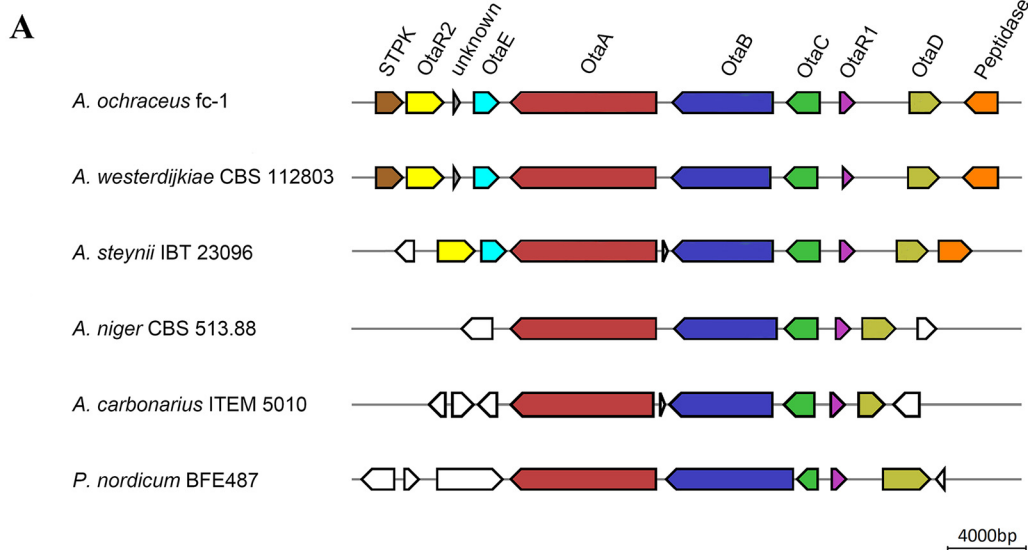 A
STPK
OtaR2
unknown
OtaE
OtaA
OtaB
OtaC
OtaR1
OtaD
Peptidase
A. ochraceus fc-1
A. westerdijkiae CBS 112803
A. steynii IBT 23096
A. niger CBS 513.88
A. carbonarius ITEM 5010
P. nordicum BFE487
4000bp